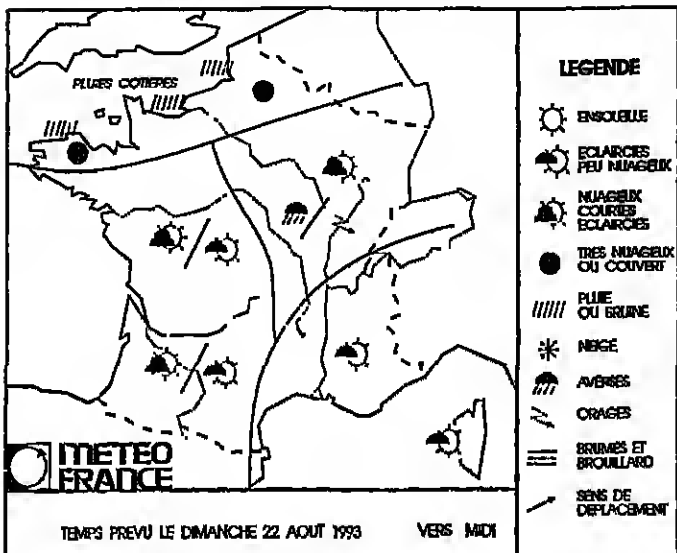 PLUIES COTIERES
METEO
FRANCE
TEMPS PREVU LE DIMANCHE 22 AOUT 1993 VERS MIDI
LEGENDE
ENSOLEILLE
ECLAIRCIES
PEU NUAGEUX
NUAGEUX
COURTES
ECLAIRCIES
TRES NUAGEUX
OU COUVERT
PLUIE
OU BRUINE
NEIGE
AVERSES
ORAGES
BRUMES ET
BROUILLARD
SENS DE
DEPLACEMENT